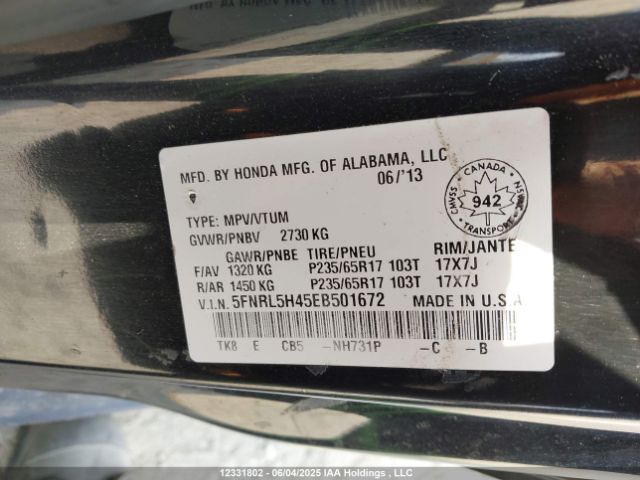 MFD. BY HONDA MFG. OF ALABAMA, LLC
06/'13
CANADA
CMVSS 942 NSVAC
TRANSPORT
TYPE: MPV/VTUM
GVWR/PNBV 2730 KG
GAWR/PNBE TIRE/PNEU RIM/JANTE
F/AV 1320 KG P235/65R17 103T 17X7J
R/AR 1450 KG P235/65R17 103T 17X7J
V.I.N. 5FNRL5H45EB501672 MADE IN U.S.A
TK8 E CB5 -NH731P -C -B
12331802 - 06/04/2025 IAA Holdings , LLC